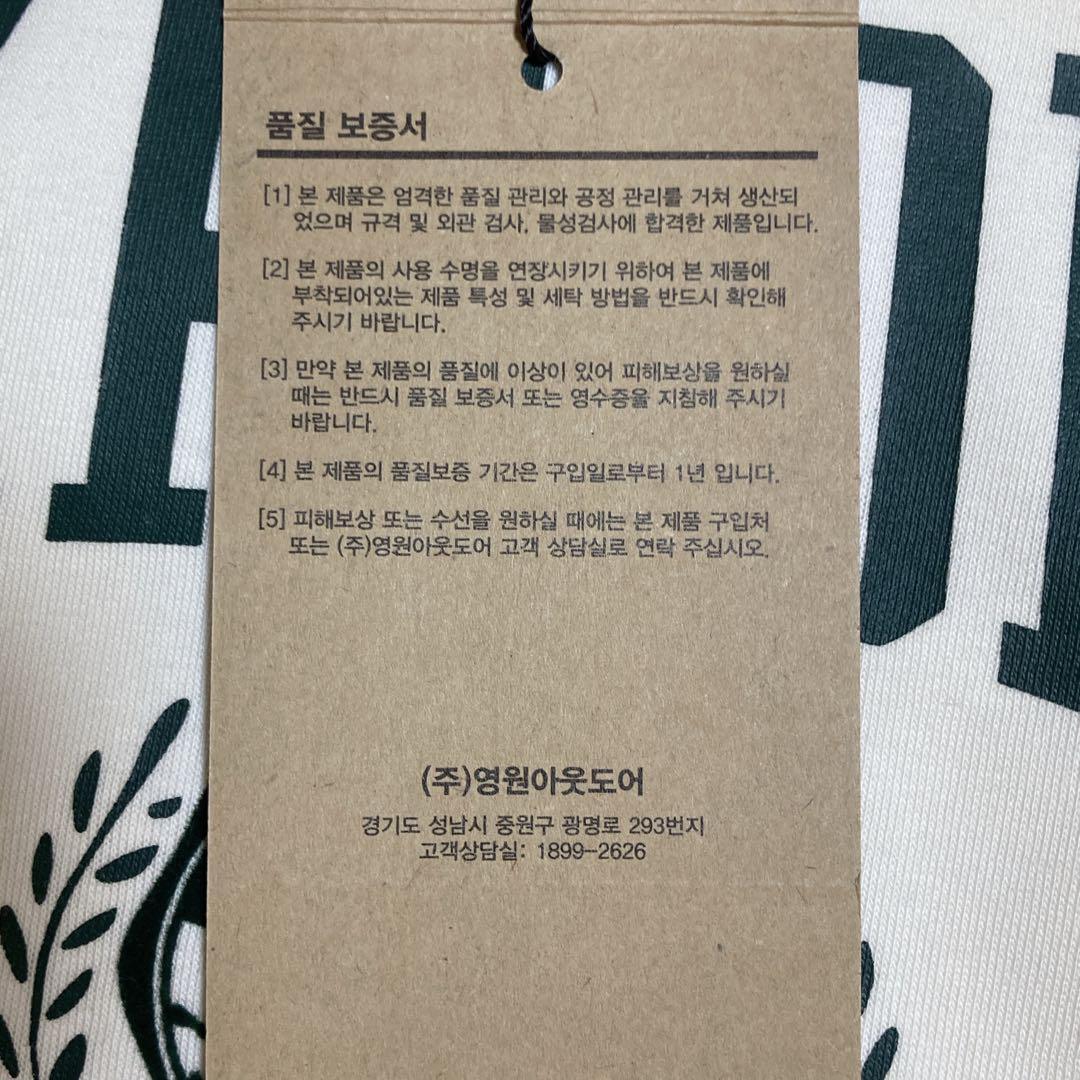 품질 보증서
[1] 본 제품은 엄격한 품질 관리와 공정 관리를 거쳐 생산되
었으며 규격 및 외관 검사, 물성검사에 합격한 제품입니다.
[2] 본 제품의 사용 수명을 연장시키기 위하여 본 제품에
부착되어있는 제품 특성 및 세탁 방법을 반드시 확인해
주시기 바랍니다.
[3] 만약 본 제품의 품질에 이상이 있어 피해보상을 원하실
때는 반드시 품질 보증서 또는 영수증을 지침해 주시기
바랍니다.
[4] 본 제품의 품질보증 기간은 구입일로부터 1년 입니다.
[5] 피해보상 또는 수선을 원하실 때에는 본 제품 구입처
또는 (주)영원아웃도어 고객 상담실로 연락 주십시오.
(주)영원아웃도어
경기도 성남시 중원구 광명로 293번지
고객상담실: 1899-2626